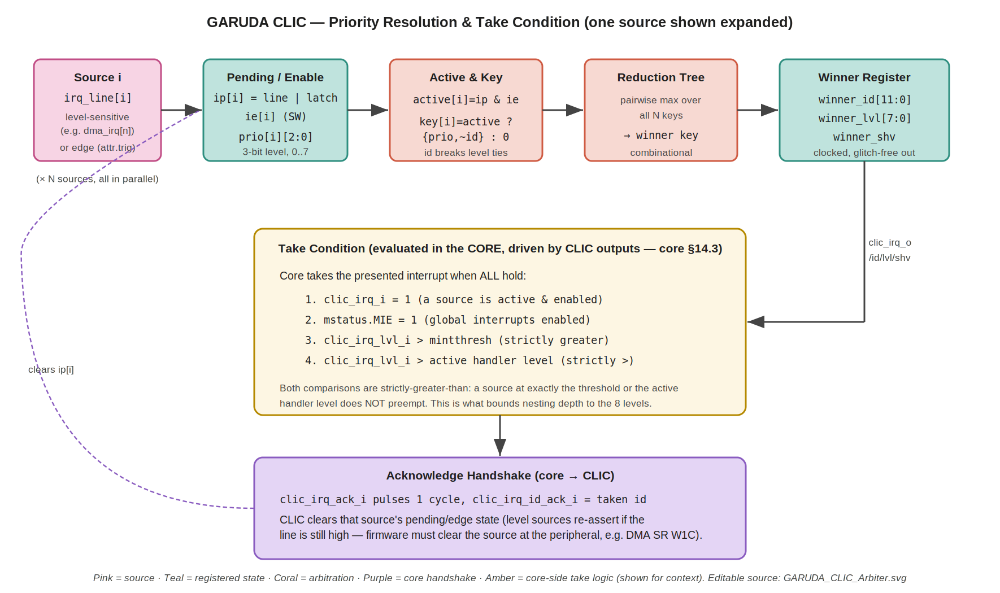 GARUDA CLIC — Priority Resolution & Take Condition (one source shown expanded)
Source i
irq_line[i]
level-sensitive
(e.g. dma_irq[n])
or edge (attr.trig)
(× N sources, all in parallel)
Pending / Enable
ip[i] = line | latch
ie[i] (SW)
prio[i][2:0]
3-bit level, 0..7
Active & Key
active[i]=ip & ie
key[i]=active ?
{prio,~id} : 0
id breaks level ties
Reduction Tree
pairwise max over
all N keys
→ winner key
combinational
Winner Register
winner_id[11:0]
winner_lvl[7:0]
winner_shv
clocked, glitch-free out
clic_irq_o
/id/lvl/shv
Take Condition (evaluated in the CORE, driven by CLIC outputs — core §14.3)
Core takes the presented interrupt when ALL hold:
1. clic_irq_i = 1 (a source is active & enabled)
2. mstatus.MIE = 1 (global interrupts enabled)
3. clic_irq_lvl_i > mintthresh (strictly greater)
4. clic_irq_lvl_i > active handler level (strictly >)
Both comparisons are strictly-greater-than: a source at exactly the threshold or the active
handler level does NOT preempt. This is what bounds nesting depth to the 8 levels.
clears ip[i]
Acknowledge Handshake (core → CLIC)
clic_irq_ack_i pulses 1 cycle, clic_irq_id_ack_i = taken id
CLIC clears that source's pending/edge state (level sources re-assert if the
line is still high — firmware must clear the source at the peripheral, e.g. DMA SR W1C).
Pink = source · Teal = registered state · Coral = arbitration · Purple = core handshake · Amber = core-side take logic (shown for context). Editable source: GARUDA_CLIC_Arbiter.svg